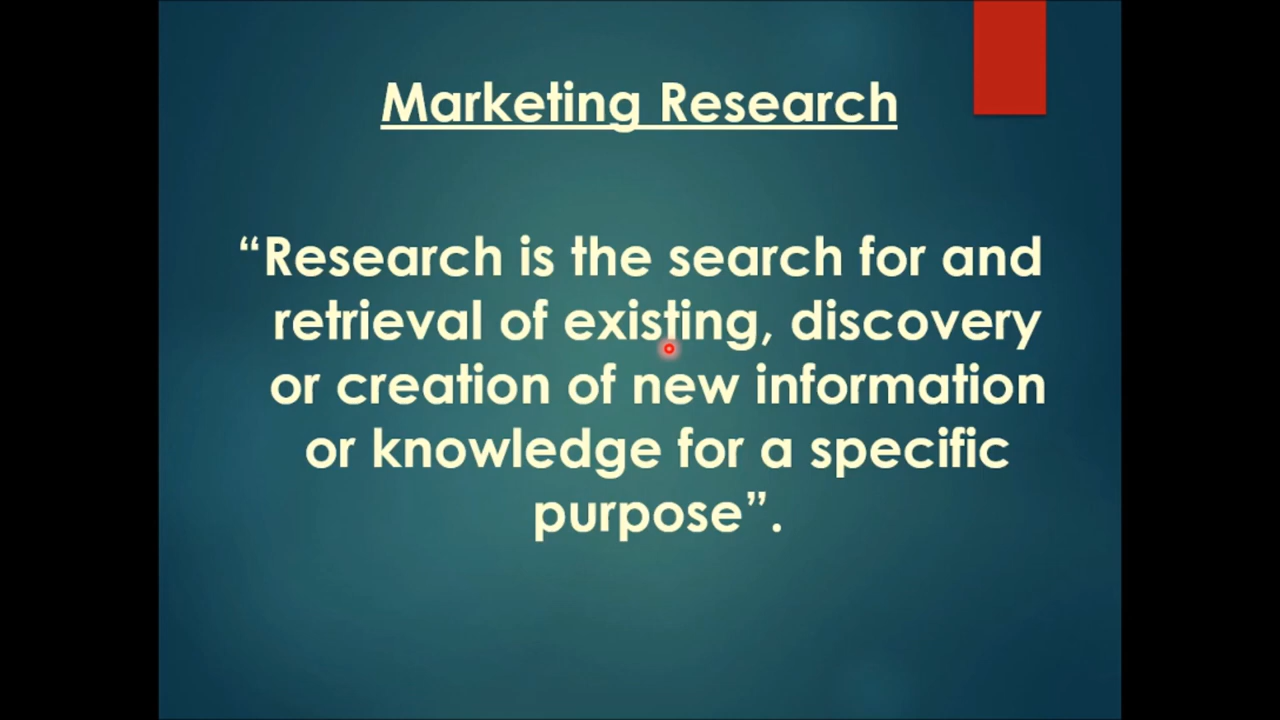 Marketing Research
“Research is the search for and
retrieval of existing, discovery
or creation of new information
or knowledge for a specific
purpose”.